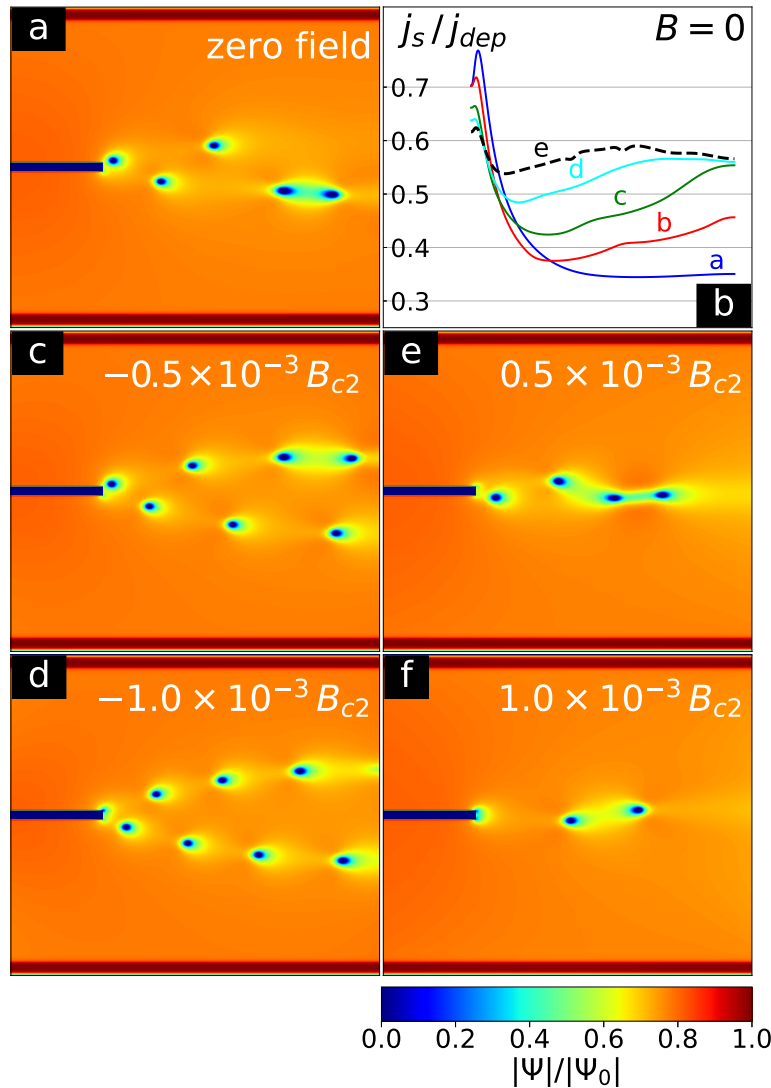 a
zero field
j_s / j_dep
B = 0
0.7
0.6
0.5
0.4
0.3
e
d
c
b
a
b
c
−0.5 × 10⁻³ B_c2
e
0.5 × 10⁻³ B_c2
d
−1.0 × 10⁻³ B_c2
f
1.0 × 10⁻³ B_c2
0.0 0.2 0.4 0.6 0.8 1.0
|Ψ|/|Ψ₀|